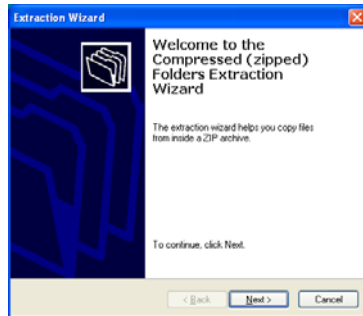 Extraction Wizard
Welcome to the
Compressed (zipped)
Folders Extraction
Wizard
The extraction wizard helps you copy files
from inside a ZIP archive.
To continue, click Next.
< Back
Next >
Cancel